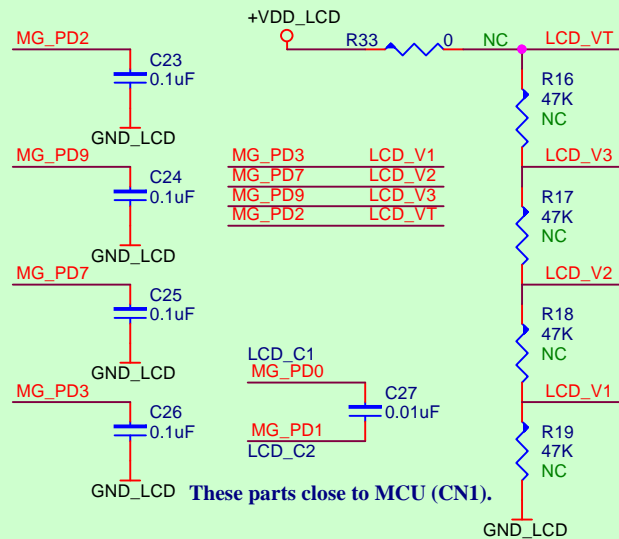 MG_PD2
C23
0.1uF
GND_LCD
MG_PD9
C24
0.1uF
GND_LCD
MG_PD7
C25
0.1uF
GND_LCD
MG_PD3
C26
0.1uF
GND_LCD
+VDD_LCD
R33 0 NC
LCD_VT
MG_PD3 LCD_V1
MG_PD7 LCD_V2
MG_PD9 LCD_V3
MG_PD2 LCD_VT
LCD_C1
MG_PD0
C27
0.01uF
MG_PD1
LCD_C2
R16
47K
NC
LCD_V3
R17
47K
NC
LCD_V2
R18
47K
NC
LCD_V1
R19
47K
NC
GND_LCD
These parts close to MCU (CN1).